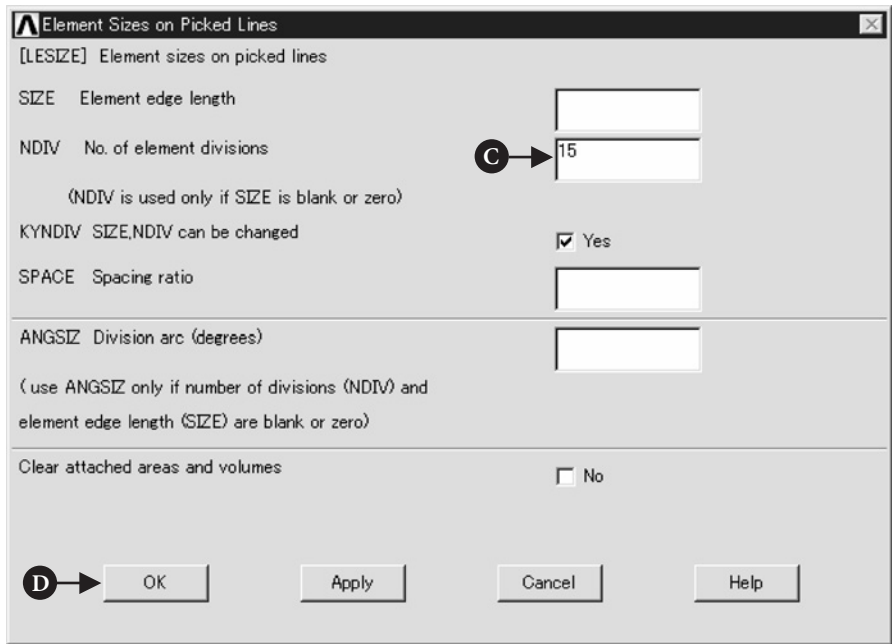 Element Sizes on Picked Lines
[LESIZE] Element sizes on picked lines
SIZE Element edge length
NDIV No. of element divisions
C
15
(NDIV is used only if SIZE is blank or zero)
KYNDIV SIZE,NDIV can be changed
Yes
SPACE Spacing ratio
ANGSIZ Division arc (degrees)
( use ANGSIZ only if number of divisions (NDIV) and
element edge length (SIZE) are blank or zero)
Clear attached areas and volumes
No
D
OK Apply Cancel Help